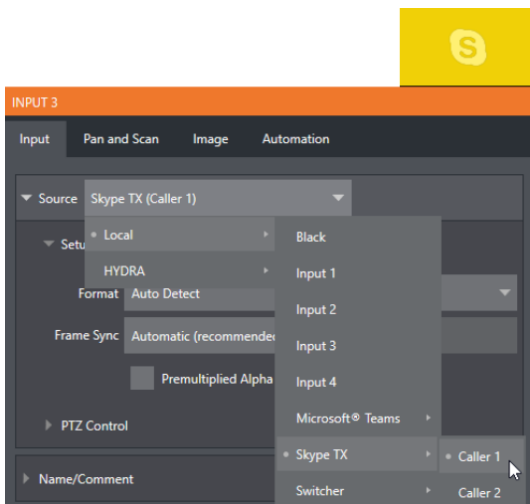 S
INPUT 3
Input Pan and Scan Image Automation
Source Skype TX (Caller 1)
Local Black
Setu
HYDRA Input 1
Format Auto Detect
Input 2
Frame Sync Automatic (recommended
Input 3
Premultiplied Alpha Input 4
Microsoft® Teams
PTZ Control
Skype TX Caller 1
Name/Comment
Switcher Caller 2